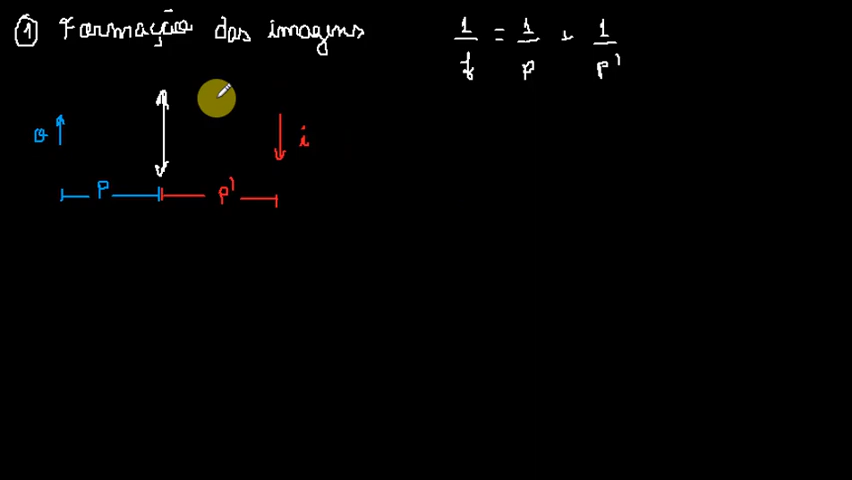 ① Formação das imagens
1/f = 1/p + 1/p'
o
i
p
p'